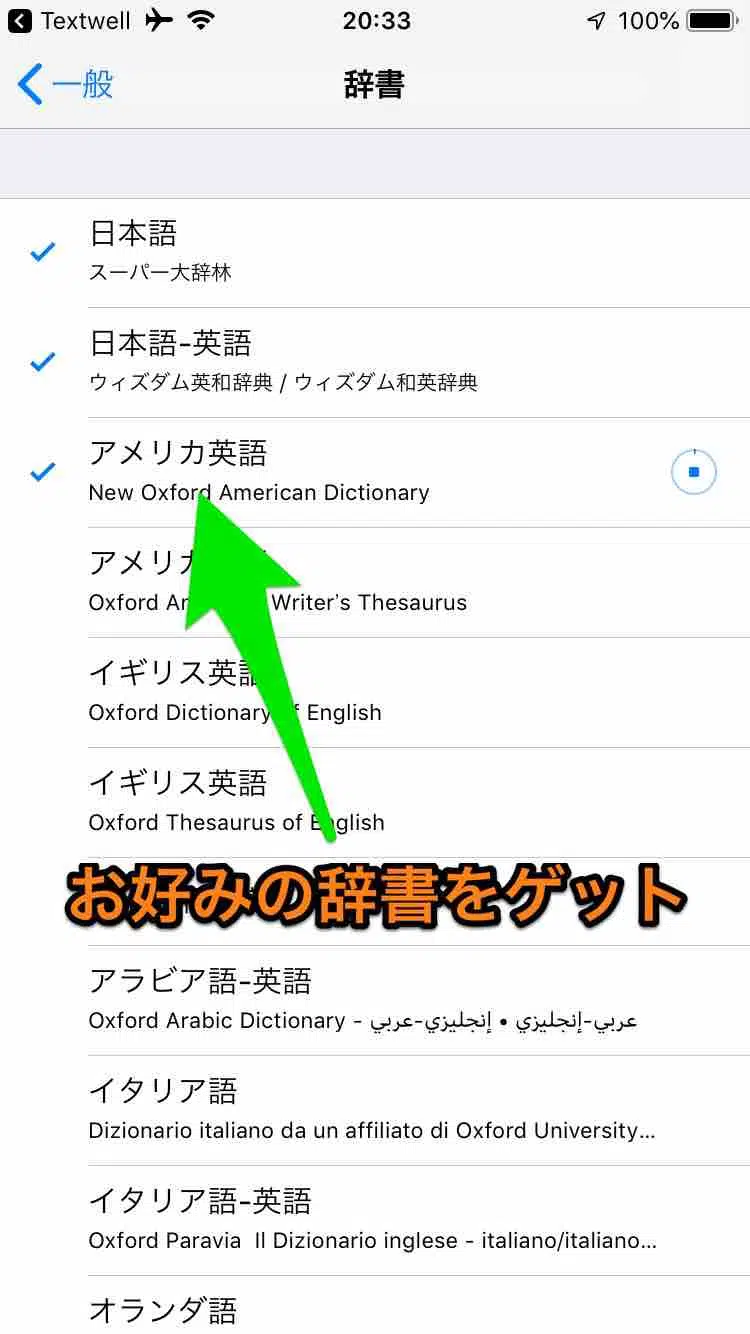 Textwell 20:33 100%
一般 辞書
日本語
スーパー大辞林
日本語-英語
ウィズダム英和辞典 / ウィズダム和英辞典
アメリカ英語
New Oxford American Dictionary
アメリカ
Oxford Writer’s Thesaurus
イギリス英語
Oxford Dictionary of English
イギリス英語
Oxford Thesaurus of English
お好みの辞書をゲット
アラビア語-英語
Oxford Arabic Dictionary - عربي-إنجليزي • إنجليزي-عربي
イタリア語
Dizionario italiano da un affiliato di Oxford University...
イタリア語-英語
Oxford Paravia Il Dizionario inglese - italiano/italiano...
オランダ語